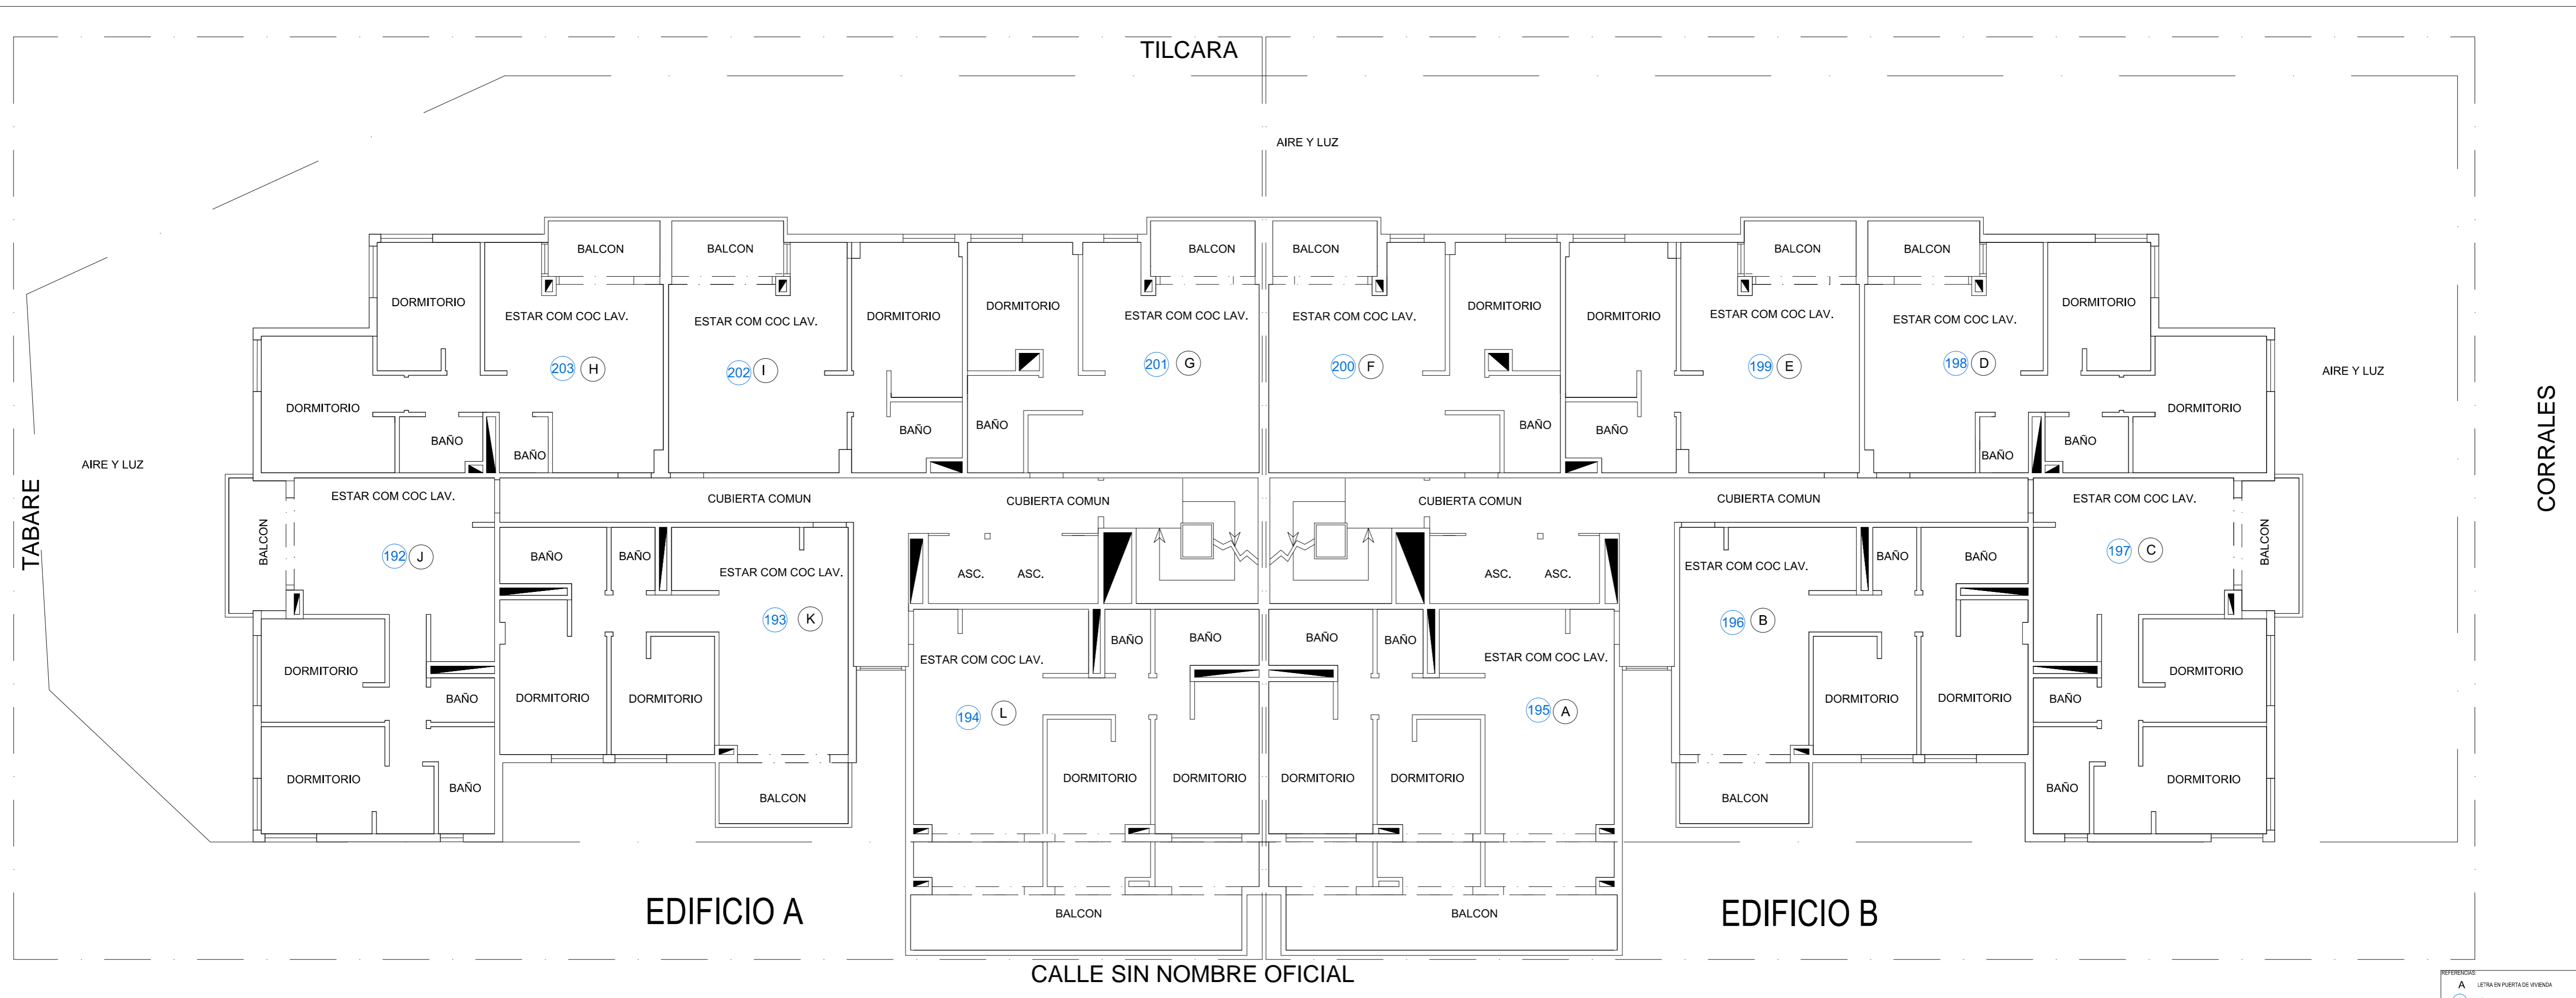 TILCARA
AIRE Y LUZ
BALCON
BALCON
BALCON
BALCON
BALCON
BALCON
DORMITORIO
ESTAR COM COC LAV.
ESTAR COM COC LAV.
DORMITORIO
DORMITORIO
ESTAR COM COC LAV.
ESTAR COM COC LAV.
DORMITORIO
DORMITORIO
ESTAR COM COC LAV.
ESTAR COM COC LAV.
DORMITORIO
203 H
202 I
201 G
200 F
199 E
198 D
AIRE Y LUZ
DORMITORIO
BAÑO
BAÑO
BAÑO
BAÑO
BAÑO
BAÑO
BAÑO
BAÑO
DORMITORIO
AIRE Y LUZ
TABARE
CORRALES
ESTAR COM COC LAV.
CUBIERTA COMUN
CUBIERTA COMUN
CUBIERTA COMUN
CUBIERTA COMUN
ESTAR COM COC LAV.
BALCON
192 J
BAÑO
BAÑO
ESTAR COM COC LAV.
ASC.
ASC.
ASC.
ASC.
ESTAR COM COC LAV.
BAÑO
BAÑO
197 C
BALCON
193 K
196 B
BAÑO
BAÑO
BAÑO
BAÑO
ESTAR COM COC LAV.
ESTAR COM COC LAV.
DORMITORIO
BAÑO
DORMITORIO
DORMITORIO
194 L
195 A
DORMITORIO
DORMITORIO
BAÑO
DORMITORIO
DORMITORIO
BAÑO
BALCON
DORMITORIO
DORMITORIO
DORMITORIO
DORMITORIO
BALCON
BAÑO
DORMITORIO
EDIFICIO A
BALCON
BALCON
EDIFICIO B
CALLE SIN NOMBRE OFICIAL
REFERENCIAS:
A LETRA EN PUERTA DE VIVIENDA